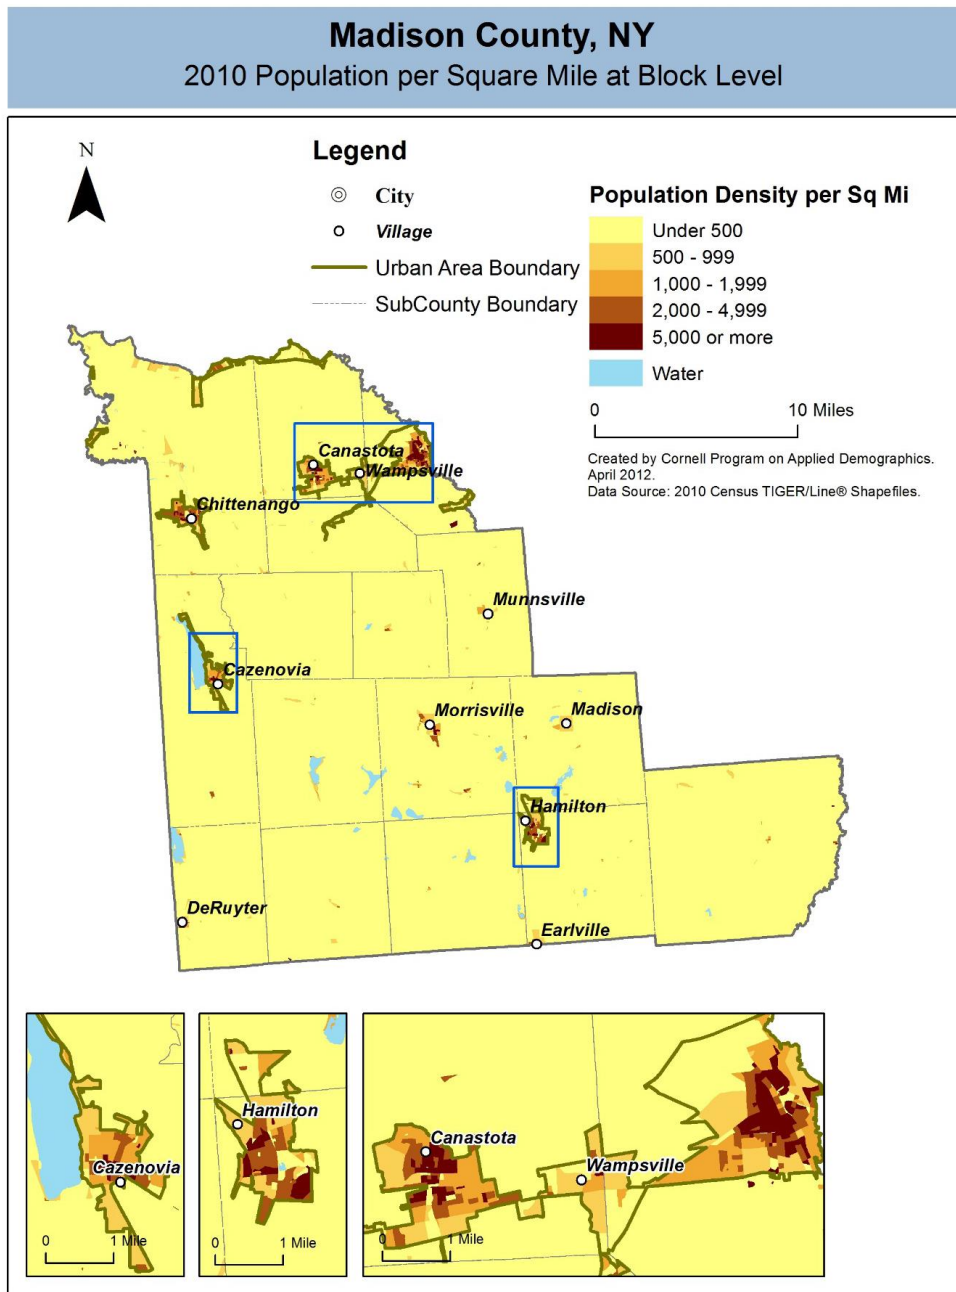 Madison County, NY
2010 Population per Square Mile at Block Level
N
Legend
City
Village
Urban Area Boundary
SubCounty Boundary
Population Density per Sq Mi
Under 500
500 - 999
1,000 - 1,999
2,000 - 4,999
5,000 or more
Water
0 10 Miles
Created by Cornell Program on Applied Demographics.
April 2012.
Data Source: 2010 Census TIGER/Line® Shapefiles.
Canastota
Wampsville
Chittenango
Munnsville
Cazenovia
Morrisville
Madison
Hamilton
DeRuyter
Earlville
Cazenovia
0 1 Mile
Hamilton
0 1 Mile
Canastota
Wampsville
0 1 Mile